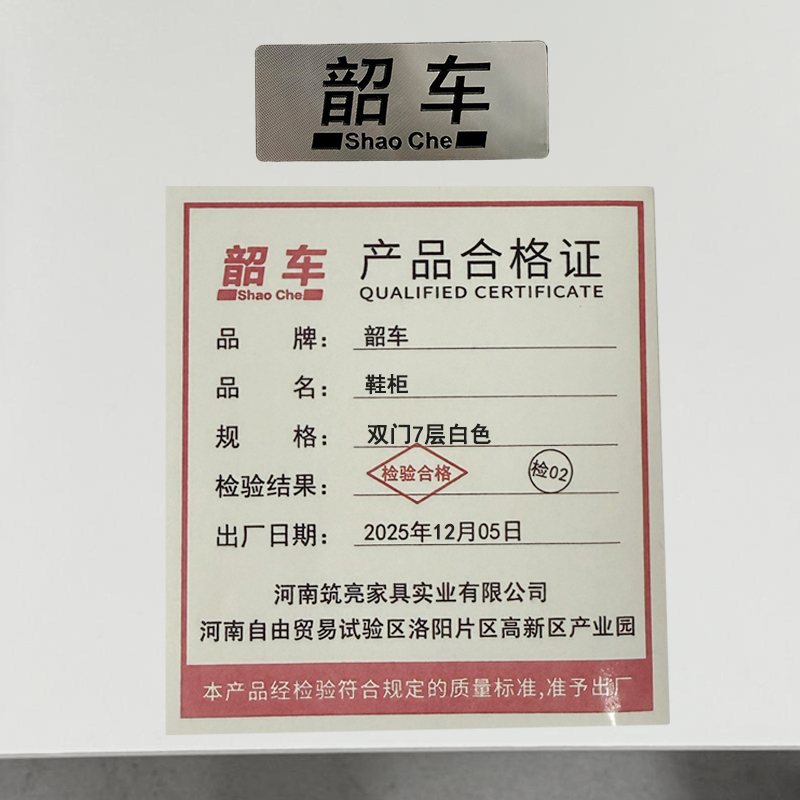 韶车
Shao Che
韶车
Shao Che
产品合格证
QUALIFIED CERTIFICATE
品 牌： 韶车
品 名： 鞋柜
规 格： 双门7层白色
检验结果： 检验合格 检02
出厂日期： 2025年12月05日
河南筑亮家具实业有限公司
河南自由贸易试验区洛阳片区高新区产业园
本产品经检验符合规定的质量标准,准予出厂